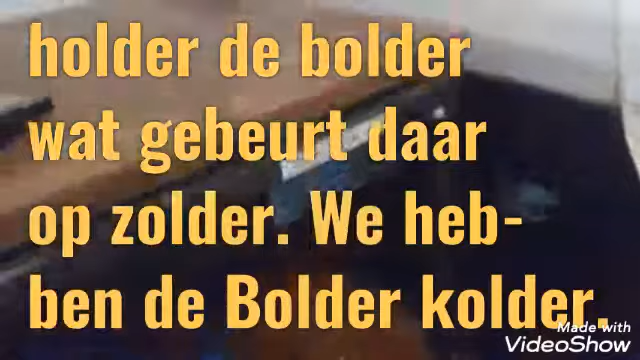 holder de bolder
wat gebeurt daar
op zolder. We heb-
ben de Bolder kolder.
Made with
VideoShow